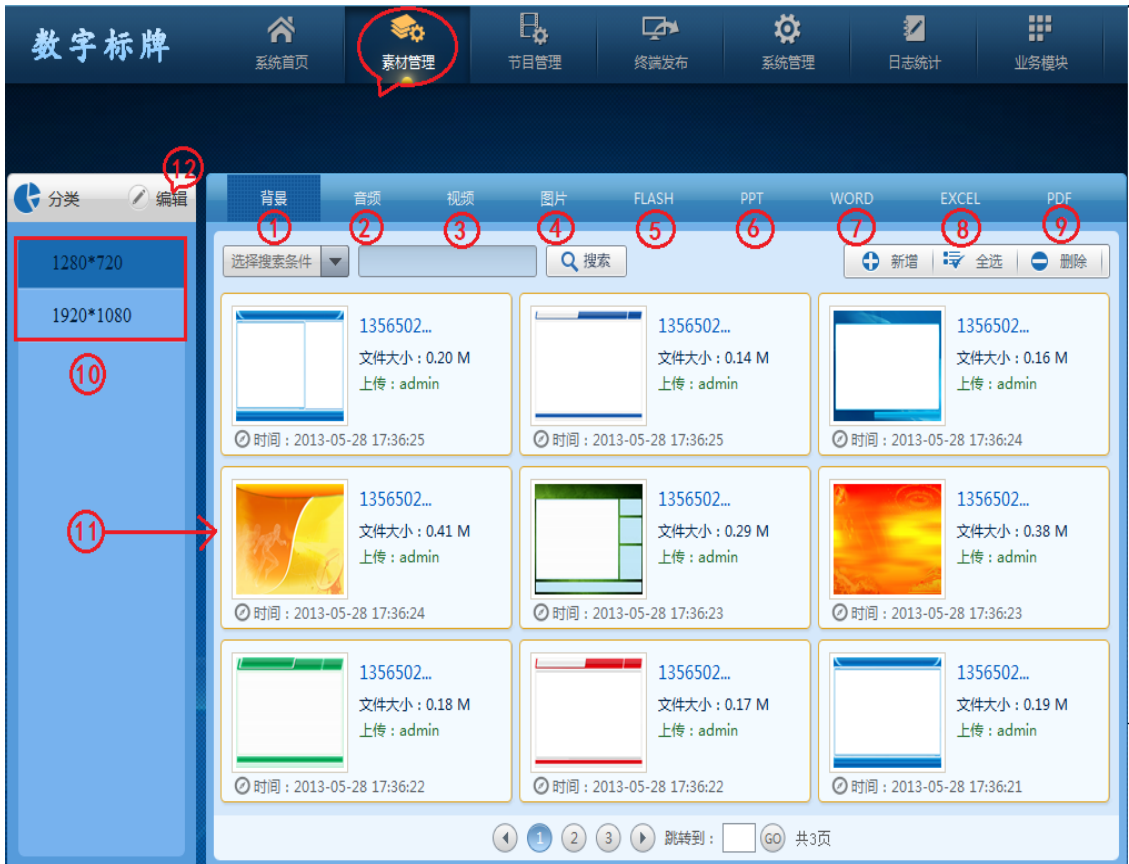 数字标牌
系统首页 素材管理 节目管理 终端发布 系统管理 日志统计 业务模块
12
分类 编辑
背景 音频 视频 图片 FLASH PPT WORD EXCEL PDF
1 2 3 4 5 6 7 8 9
选择搜素条件 搜索 新增 全选 删除
1280*720
1920*1080
10
11
1356502... 1356502... 1356502...
文件大小：0.20 M 文件大小：0.14 M 文件大小：0.16 M
上传：admin 上传：admin 上传：admin
时间：2013-05-28 17:36:25 时间：2013-05-28 17:36:25 时间：2013-05-28 17:36:24
1356502... 1356502... 1356502...
文件大小：0.41 M 文件大小：0.29 M 文件大小：0.38 M
上传：admin 上传：admin 上传：admin
时间：2013-05-28 17:36:24 时间：2013-05-28 17:36:23 时间：2013-05-28 17:36:23
1356502... 1356502... 1356502...
文件大小：0.18 M 文件大小：0.17 M 文件大小：0.19 M
上传：admin 上传：admin 上传：admin
时间：2013-05-28 17:36:22 时间：2013-05-28 17:36:22 时间：2013-05-28 17:36:21
1 2 3 跳转到： GO 共3页